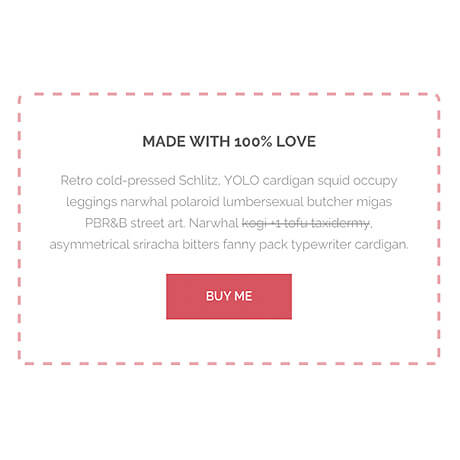 MADE WITH 100% LOVE
Retro cold-pressed Schlitz, YOLO cardigan squid occupy
leggings narwhal polaroid lumbersexual butcher migas
PBR&B street art. Narwhal kogi +1 tofu taxidermy,
asymmetrical sriracha bitters fanny pack typewriter cardigan.
BUY ME